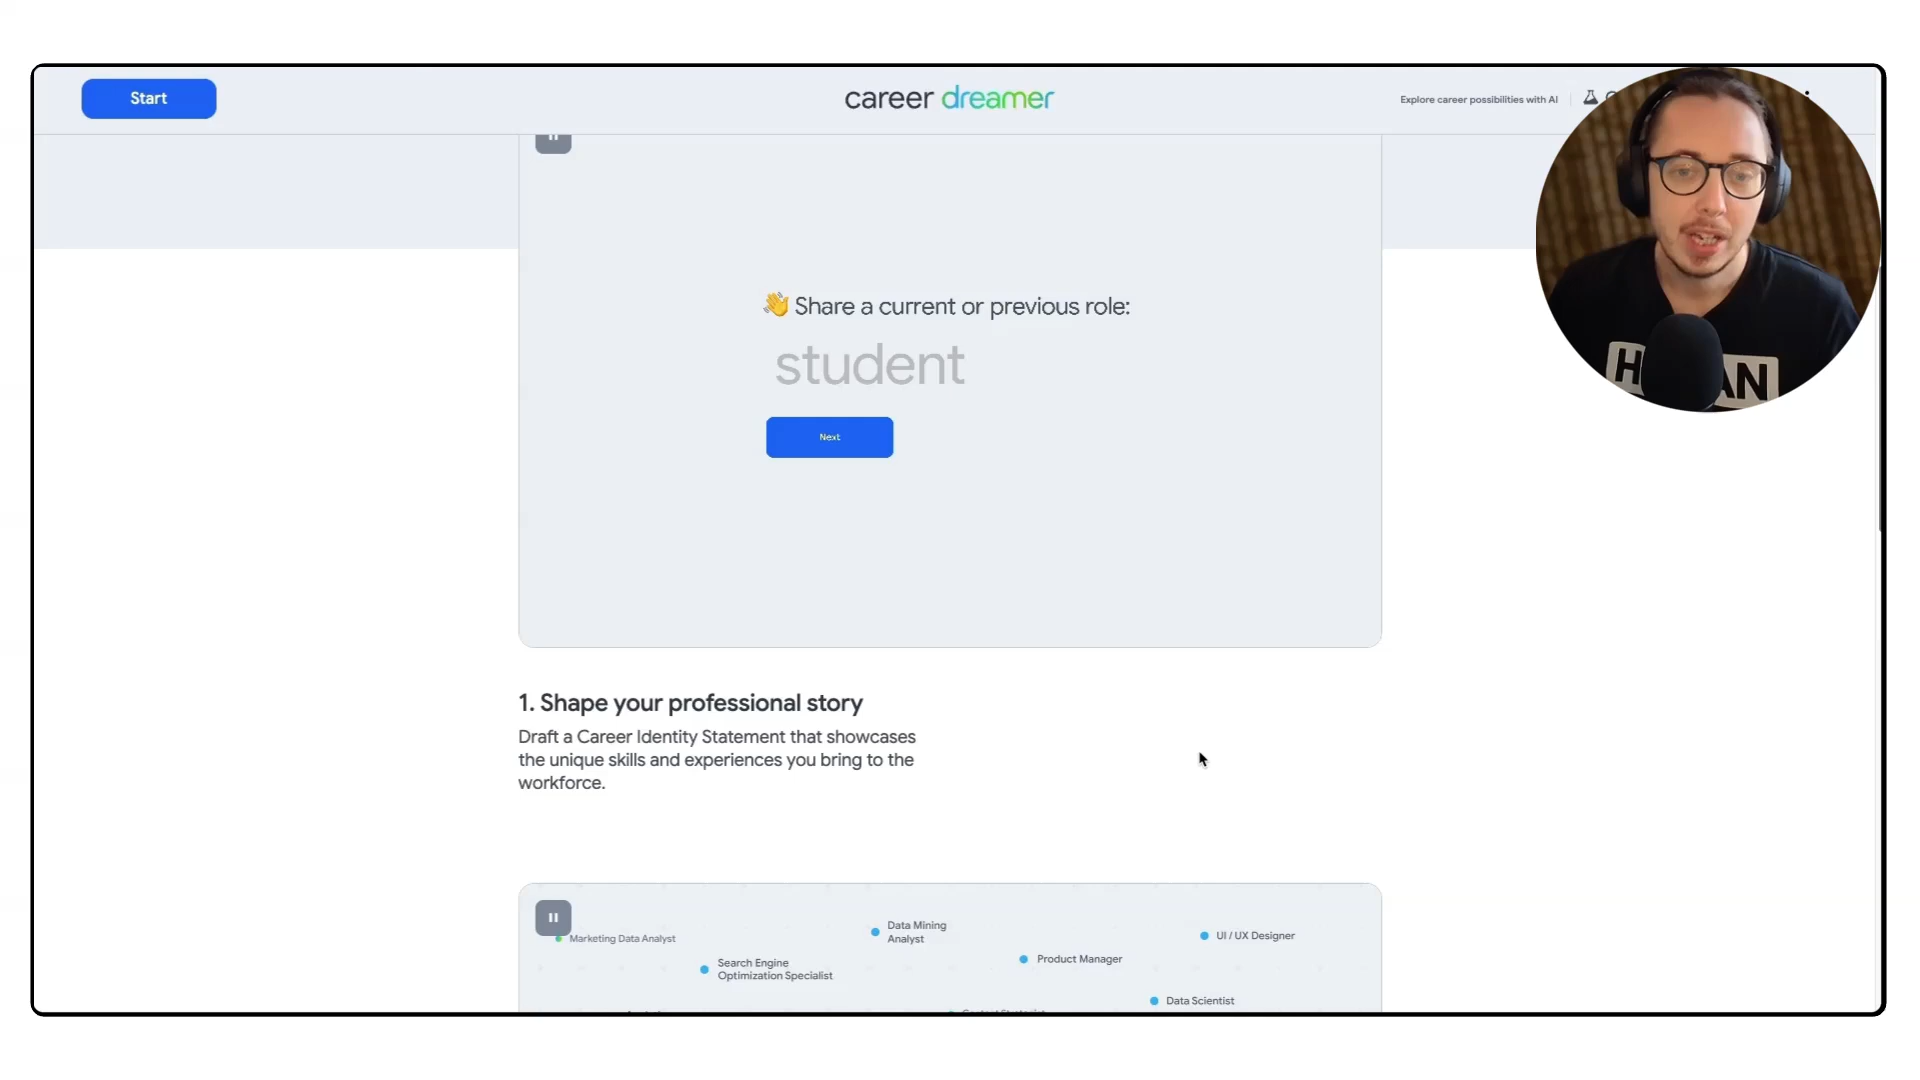 Start
career dreamer
Explore career possibilities with AI
👋 Share a current or previous role:
student
Next
1. Shape your professional story
Draft a Career Identity Statement that showcases
the unique skills and experiences you bring to the
workforce.
Marketing Data Analyst
Data Mining
Analyst
UI / UX Designer
Search Engine
Optimization Specialist
Product Manager
Data Scientist